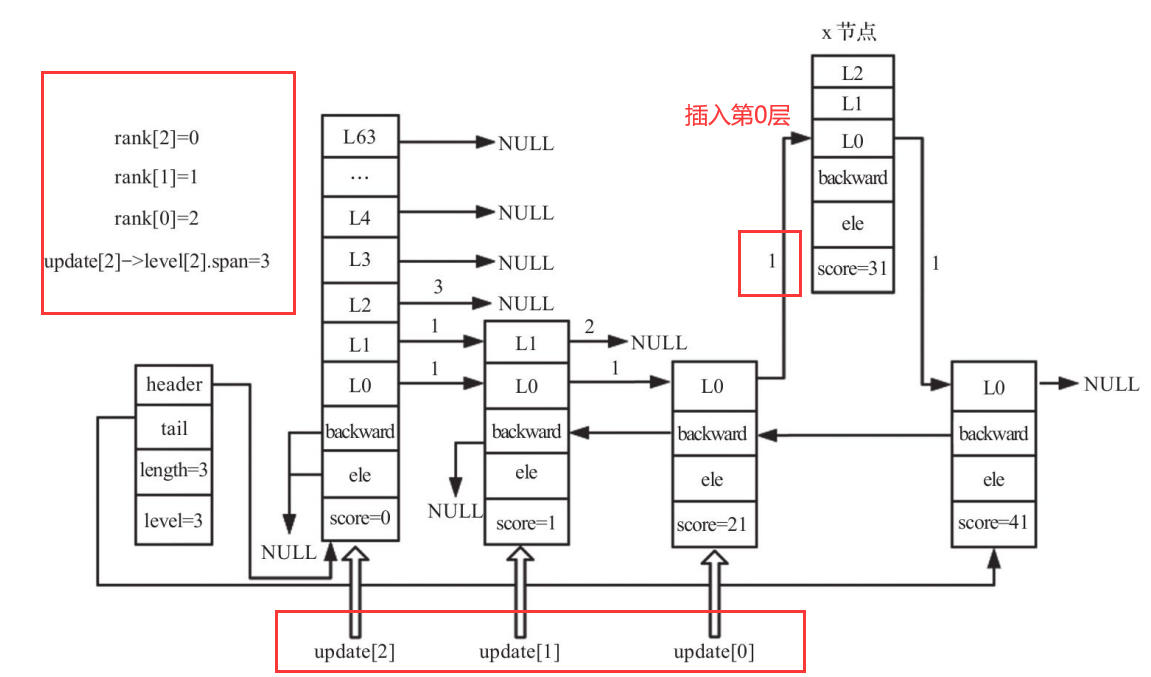 x 节点
L2
L1
L0
backward
ele
score=31
插入第0层
1
1
rank[2]=0
rank[1]=1
rank[0]=2
update[2]->level[2].span=3
L63
NULL
…
L4
NULL
L3
NULL
L2
3
NULL
L1
1
L0
1
backward
ele
score=0
NULL
header
tail
length=3
level=3
L1
2
NULL
L0
1
backward
ele
score=1
NULL
L0
backward
ele
score=21
L0
NULL
backward
ele
score=41
update[2]
update[1]
update[0]